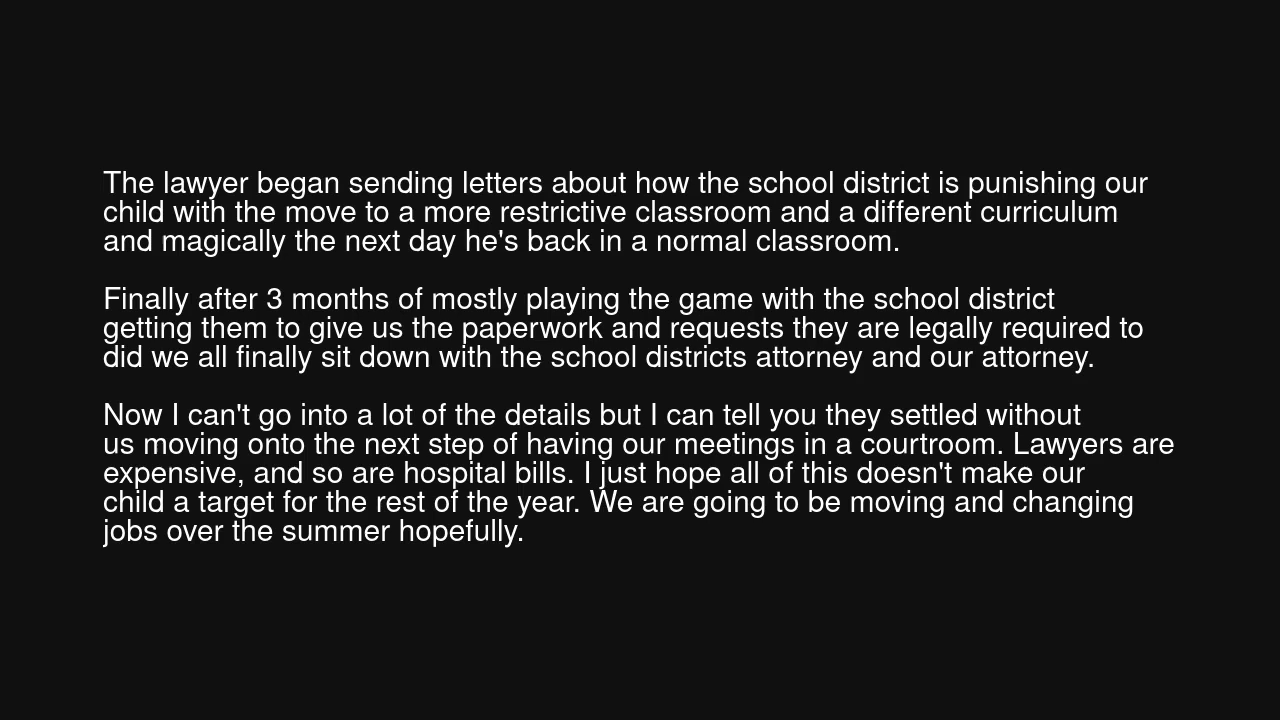 The lawyer began sending letters about how the school district is punishing our
child with the move to a more restrictive classroom and a different curriculum
and magically the next day he's back in a normal classroom.
Finally after 3 months of mostly playing the game with the school district
getting them to give us the paperwork and requests they are legally required to
did we all finally sit down with the school districts attorney and our attorney.
Now I can't go into a lot of the details but I can tell you they settled without
us moving onto the next step of having our meetings in a courtroom. Lawyers are
expensive, and so are hospital bills. I just hope all of this doesn't make our
child a target for the rest of the year. We are going to be moving and changing
jobs over the summer hopefully.